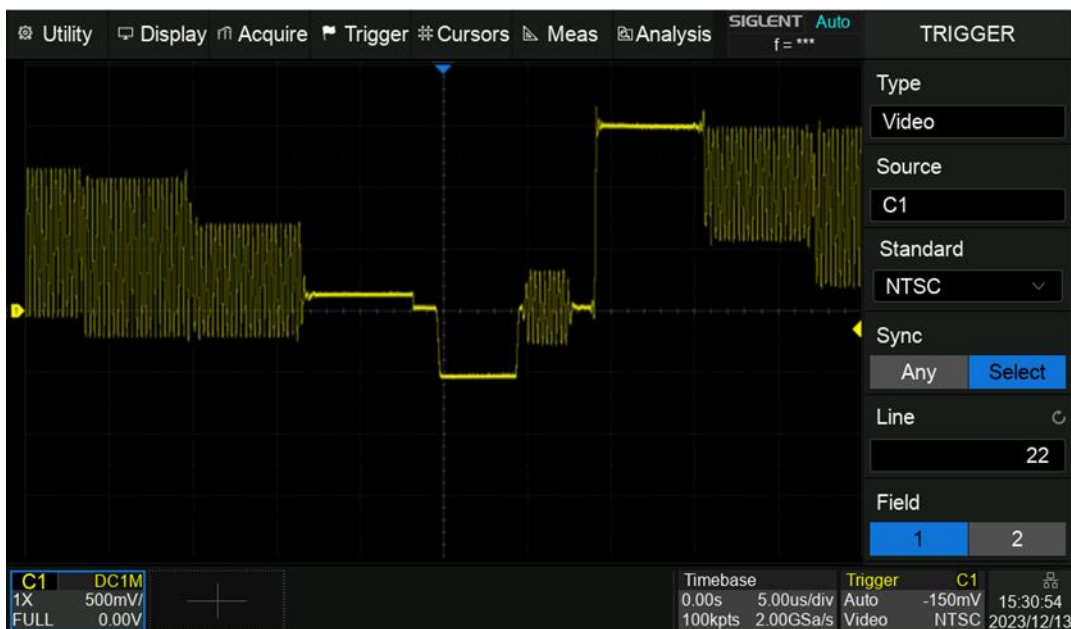 Utility Display Acquire Trigger Cursors Meas Analysis SIGLENT Auto TRIGGER
f = ***
Type
Video
Source
C1
Standard
NTSC
Sync
Any Select
Line
22
Field
1 2
C1 DC1M
1X 500mV/
FULL 0.00V
Timebase
0.00s 5.00us/div
100kpts 2.00GSa/s
Trigger C1
Auto -150mV
Video NTSC
15:30:54
2023/12/13